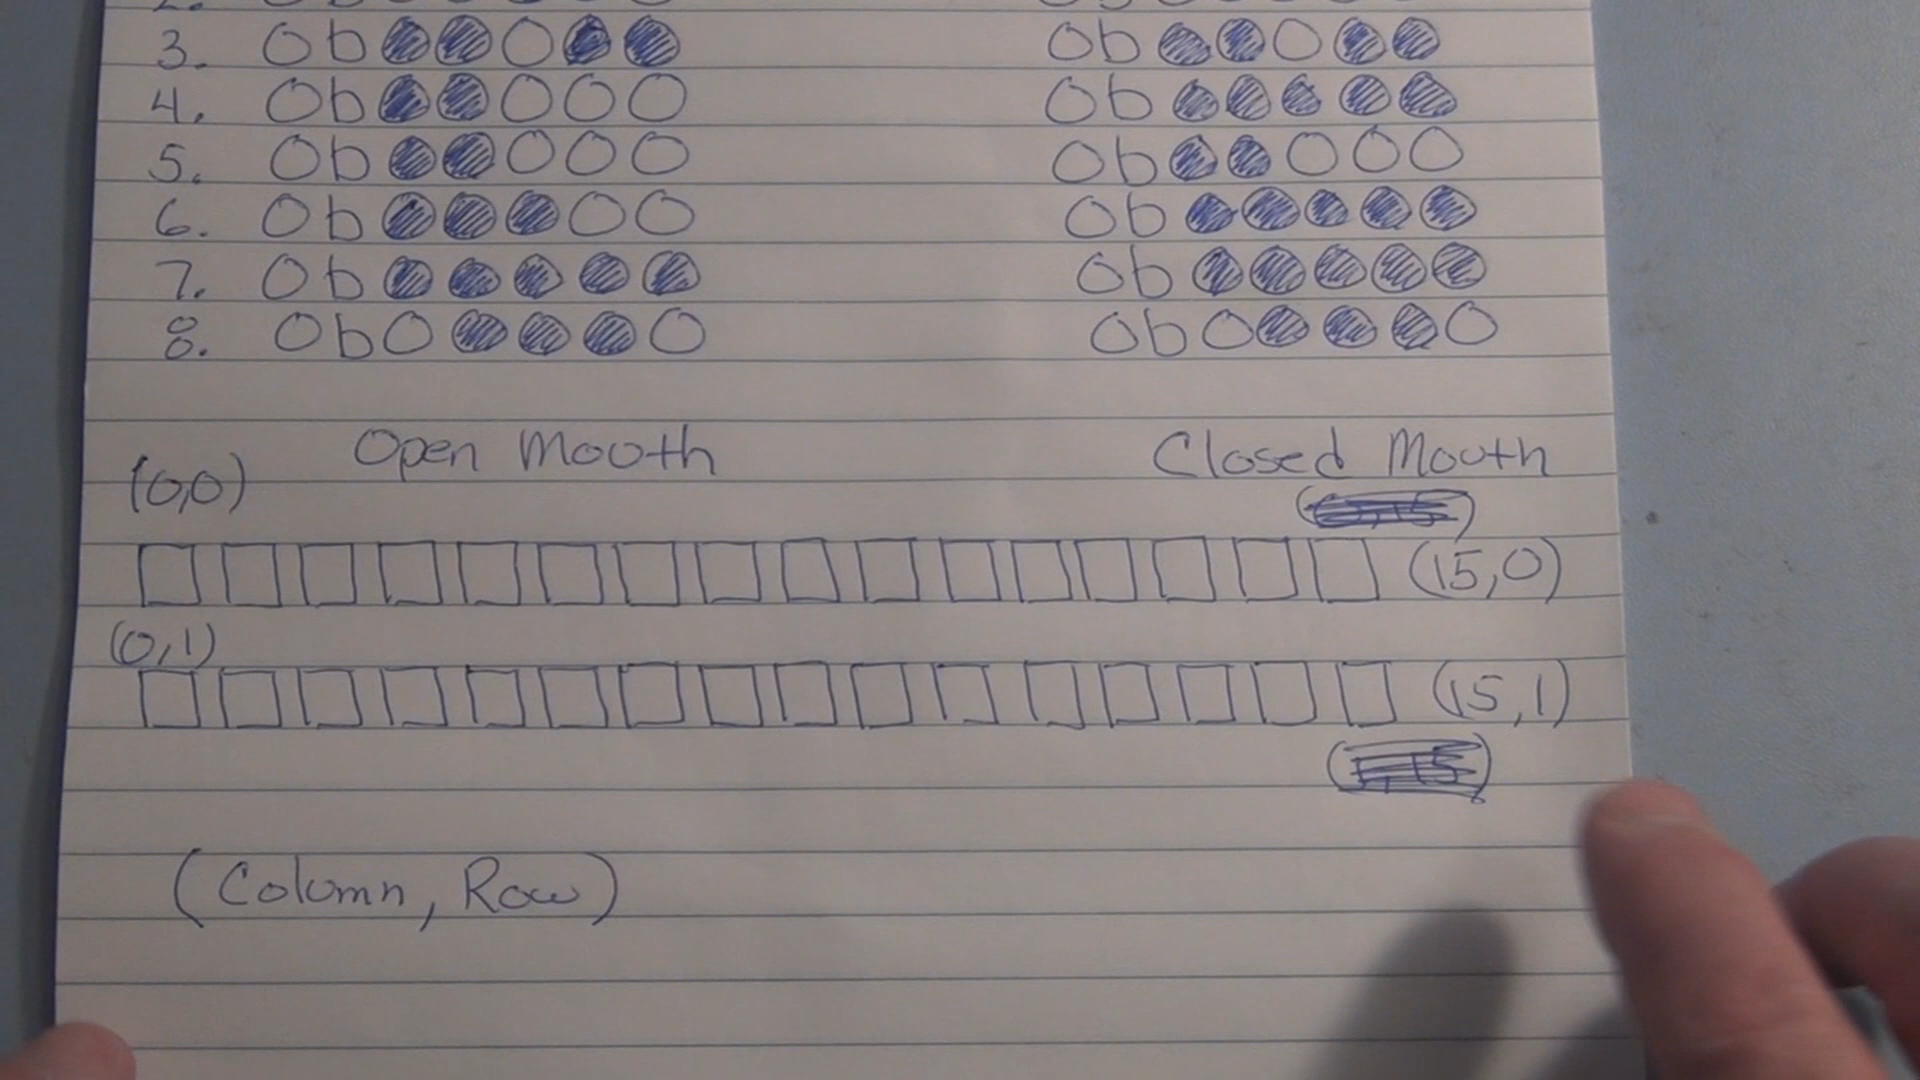 3. Ob●●○●● Ob●●○●●
4. Ob●●○○○ Ob●●●●●
5. Ob●●○○○ Ob●●○○○
6. Ob●●●○○ Ob●●●●●
7. Ob●●●●● Ob●●●●●
8. Ob○●●●○ Ob○●●●○
Open Mouth Closed Mouth
(0,0)
□□□□□□□□□□□□□□□□ (15,0)
(0,1)
□□□□□□□□□□□□□□□□ (15,1)
(Column, Row)